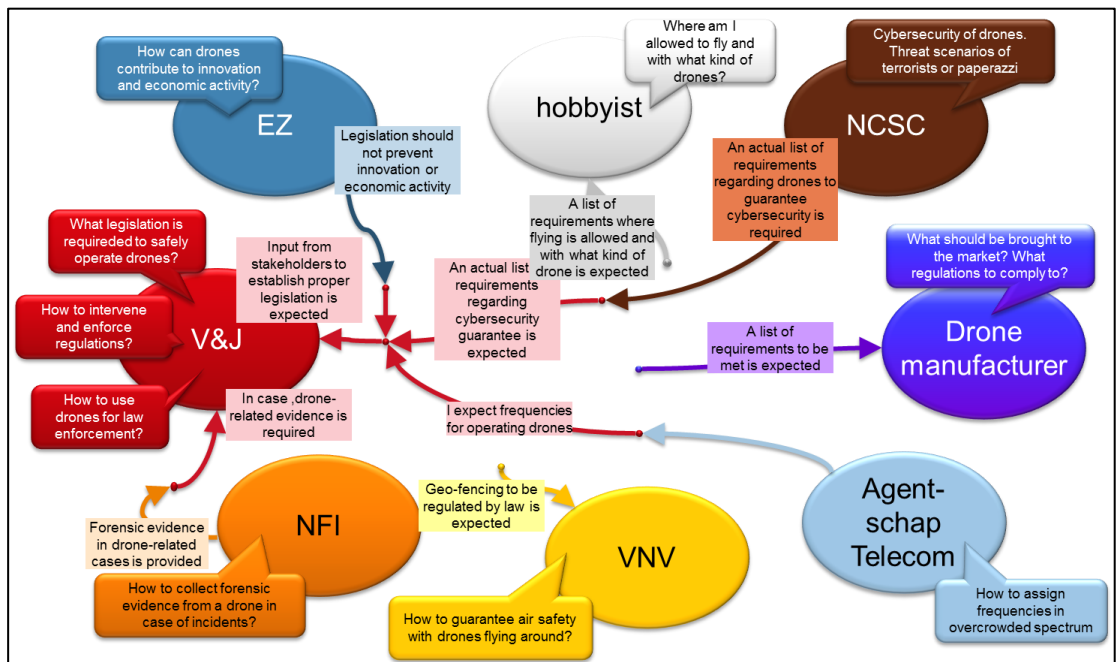 How can drones
contribute to innovation
and economic activity?
EZ
Legislation should
not prevent
innovation or
economic activity
Where am I
allowed to fly and
with what kind of
drones?
hobbyist
A list of
requirements where
flying is allowed and
with what kind of
drone is expected
Cybersecurity of drones.
Threat scenarios of
terrorists or paperazzi
NCSC
An actual list of
requirements
regarding drones to
guarantee
cybersecurity is
required
What legislation is
requireded to safely
operate drones?
How to intervene
and enforce
regulations?
V&J
How to use
drones for law
enforcement?
Input from
stakeholders to
establish proper
legislation is
expected
An actual list
requirements
regarding
cybersecurity
guarantee is
expected
What should be brought to
the market? What
regulations to comply to?
Drone
manufacturer
A list of
requirements to be
met is expected
In case ,drone-
related evidence is
required
I expect frequencies
for operating drones
Forensic evidence
in drone-related
cases is provided
NFI
How to collect forensic
evidence from a drone in
case of incidents?
Geo-fencing to be
regulated by law is
expected
VNV
How to guarantee air safety
with drones flying around?
Agent-
schap
Telecom
How to assign
frequencies in
overcrowded spectrum